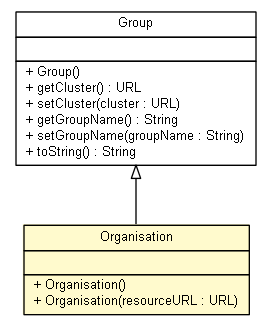 Group
+ Group()
+ getCluster() : URL
+ setCluster(cluster : URL)
+ getGroupName() : String
+ setGroupName(groupName : String)
+ toString() : String
Organisation
+ Organisation()
+ Organisation(resourceURL : URL)